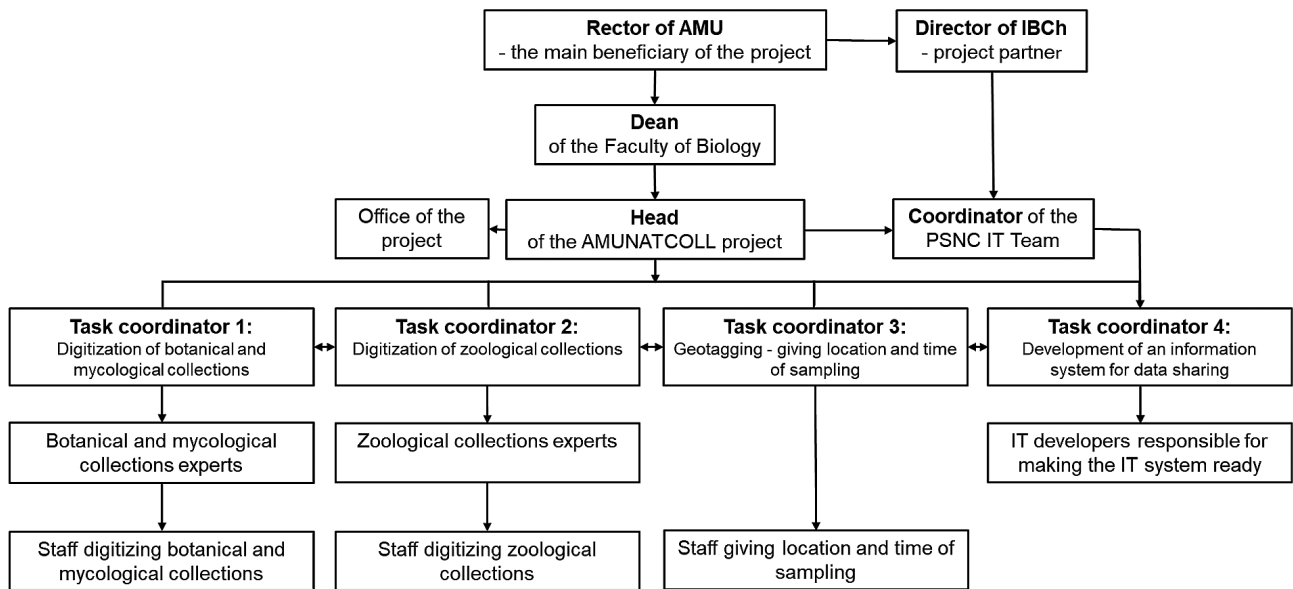 Rector of AMU
- the main beneficiary of the project
Director of IBCh
- project partner
Dean
of the Faculty of Biology
Office of the
project
Head
of the AMUNATCOLL project
Coordinator of the
PSNC IT Team
Task coordinator 1:
Digitization of botanical and
mycological collections
Task coordinator 2:
Digitization of zoological collections
Task coordinator 3:
Geotagging - giving location and time
of sampling
Task coordinator 4:
Development of an information
system for data sharing
Botanical and mycological
collections experts
Zoological collections experts
IT developers responsible for
making the IT system ready
Staff digitizing botanical and
mycological collections
Staff digitizing zoological
collections
Staff giving location and time of
sampling